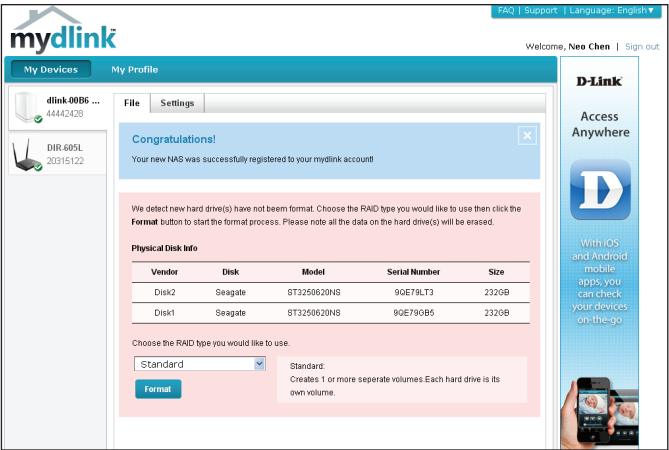 FAQ | Support | Language: English▼
mydlink
Welcome, Neo Chen | Sign out
My Devices
My Profile
dlink-00B6 ...
44442428
DIR-605L
20315122
File
Settings
Congratulations!
Your new NAS was successfully registered to your mydlink account!
We detect new hard drive(s) have not beem format. Choose the RAID type you would like to use then click the
Format button to start the format process. Please note all the data on the hard drive(s) will be erased.
Physical Disk Info
Vendor Disk Model Serial Number Size
Disk2 Seagate ST3250620NS 9QE79LT3 232GB
Disk1 Seagate ST3250620NS 9QE79GB5 232GB
Choose the RAID type you would like to use.
Standard
Format
Standard:
Creates 1 or more seperate volumes.Each hard drive is its
own volume.
D-Link
Access
Anywhere
D
With iOS
and Android
mobile
apps, you
can check
your devices
on-the-go